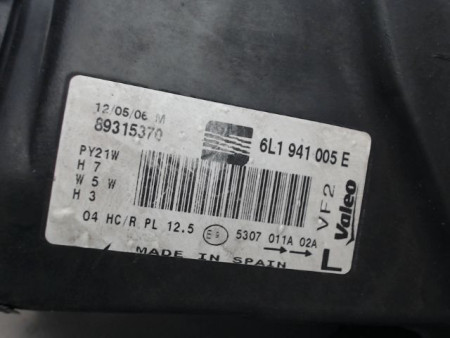 12/05/06 M
89315370
6L1 941 005 E
PY21W
H 7
W 5 W
H 3
VF2
Valeo
04 HC/R PL 12.5 5307 011A 02A
L
MADE IN SPAIN